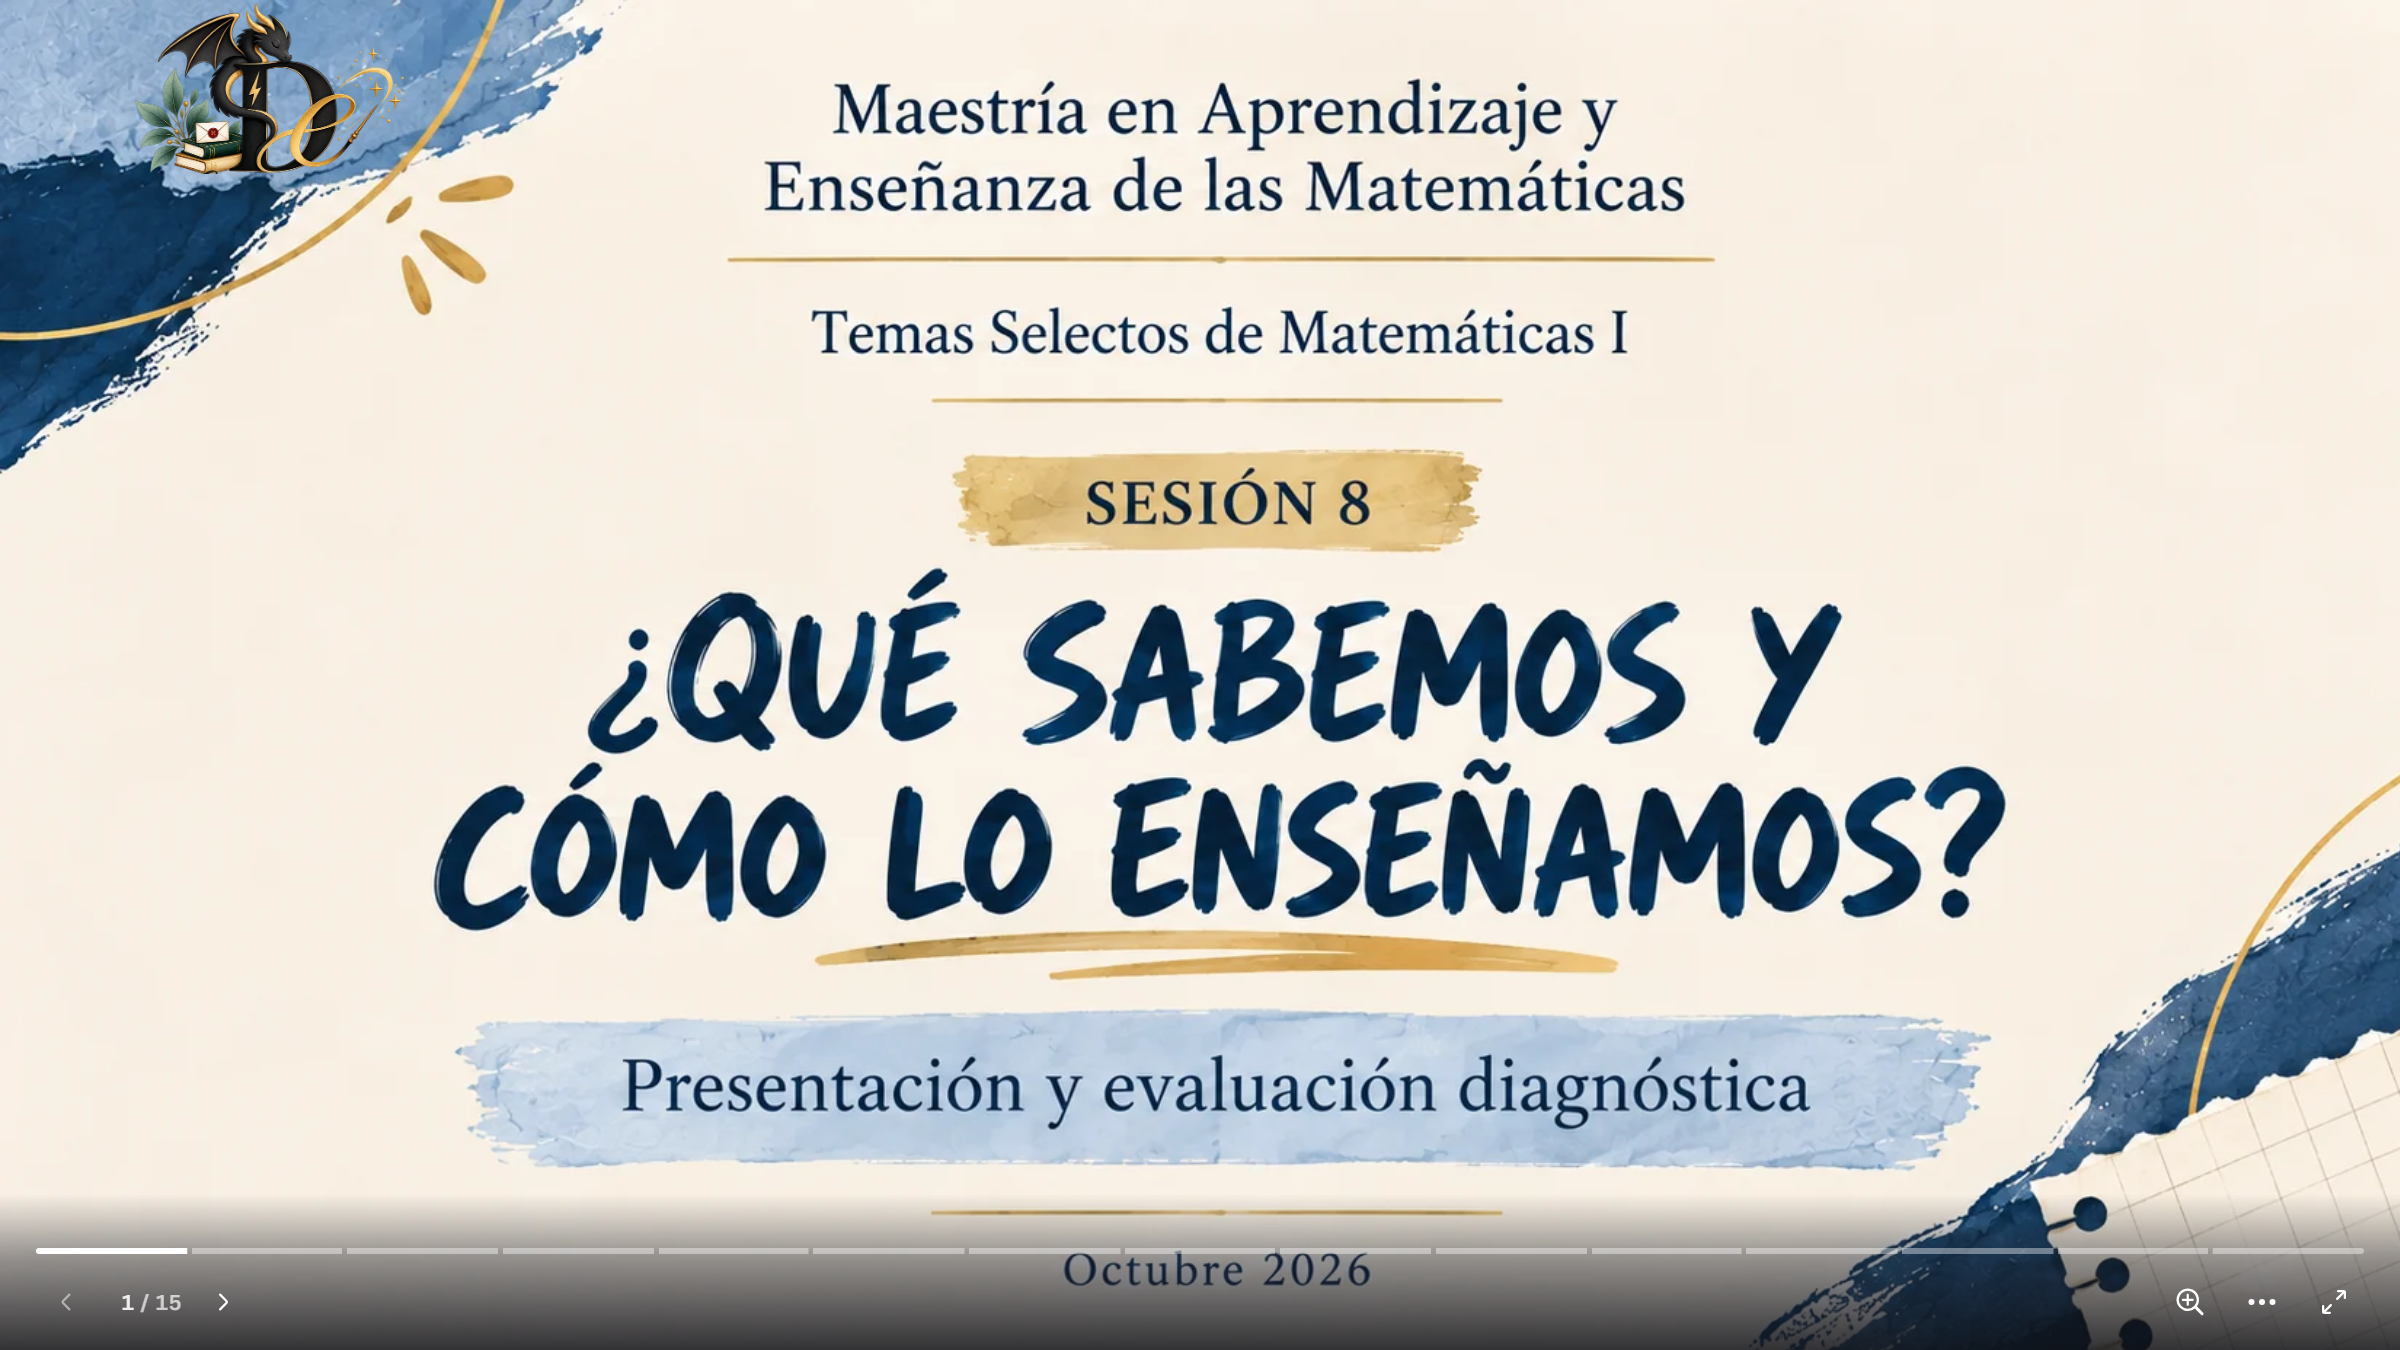 Maestría en Aprendizaje y
Enseñanza de las Matemáticas
Temas Selectos de Matemáticas I
SESIÓN 8
¿QUÉ SABEMOS Y
CÓMO LO ENSEÑAMOS?
Presentación y evaluación diagnóstica
Octubre 2026
1 / 15